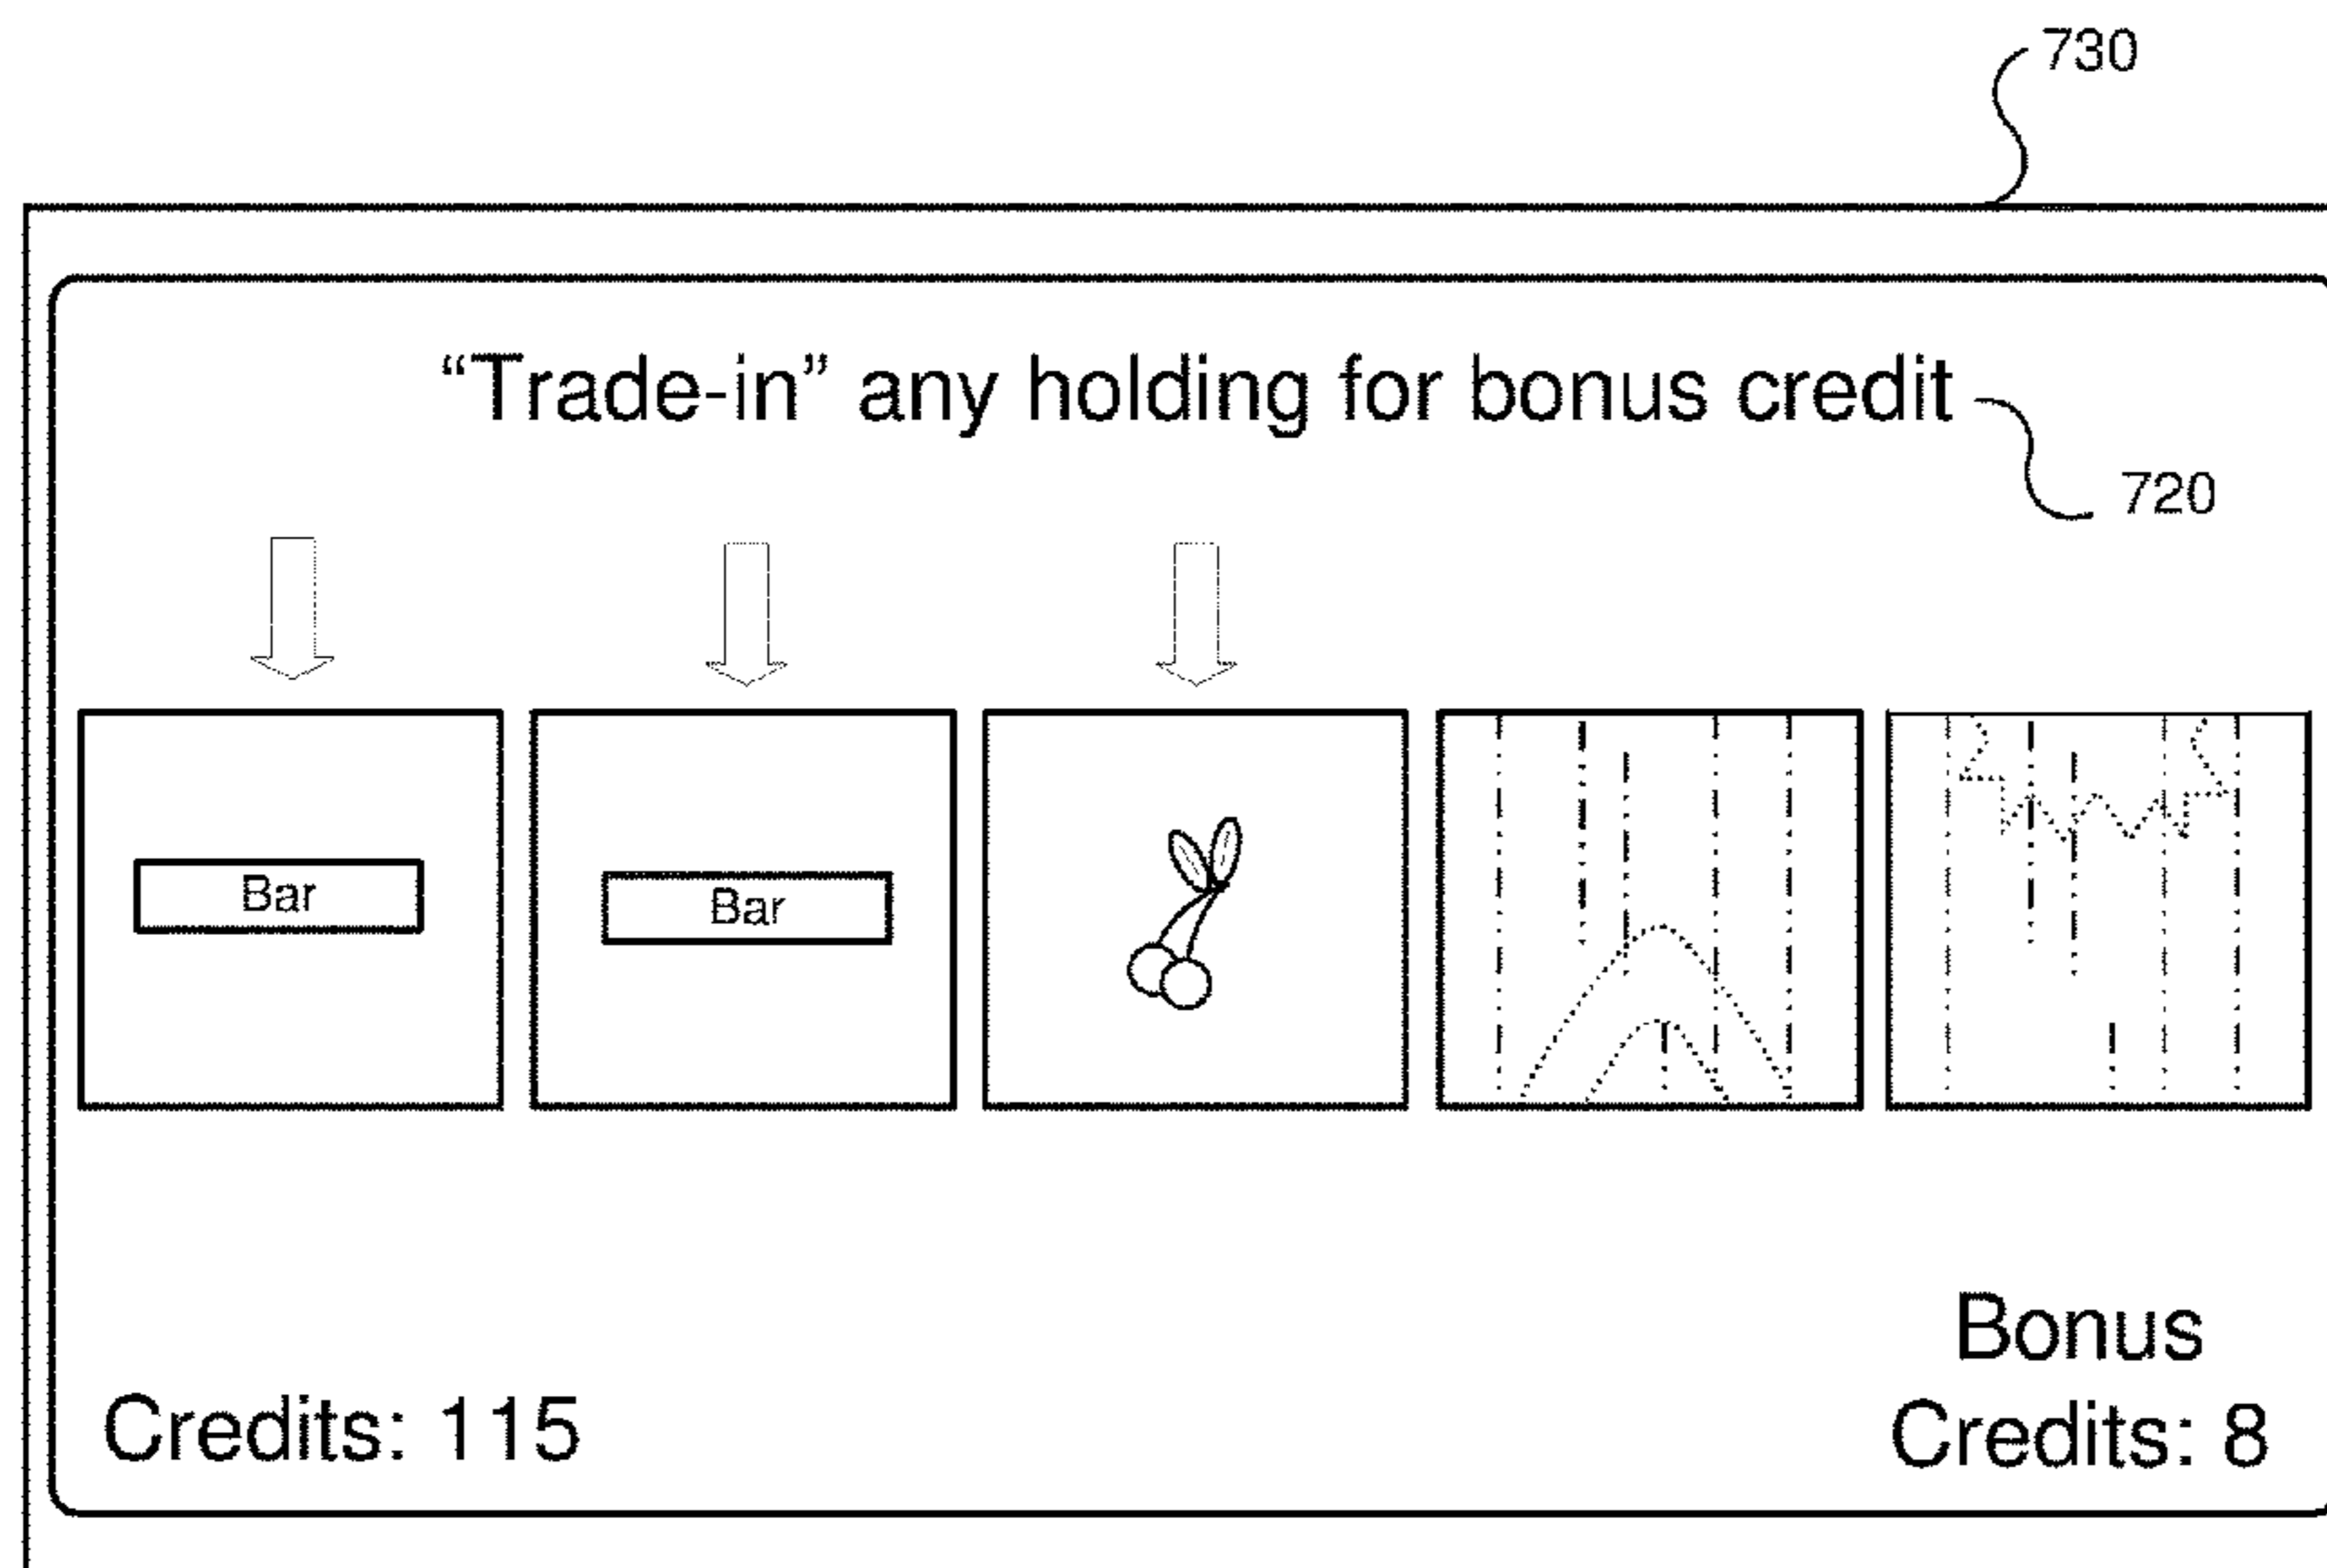 730
“Trade-in” any holding for bonus credit
720
Bar
Bar
Bonus
Credits: 115
Credits: 8